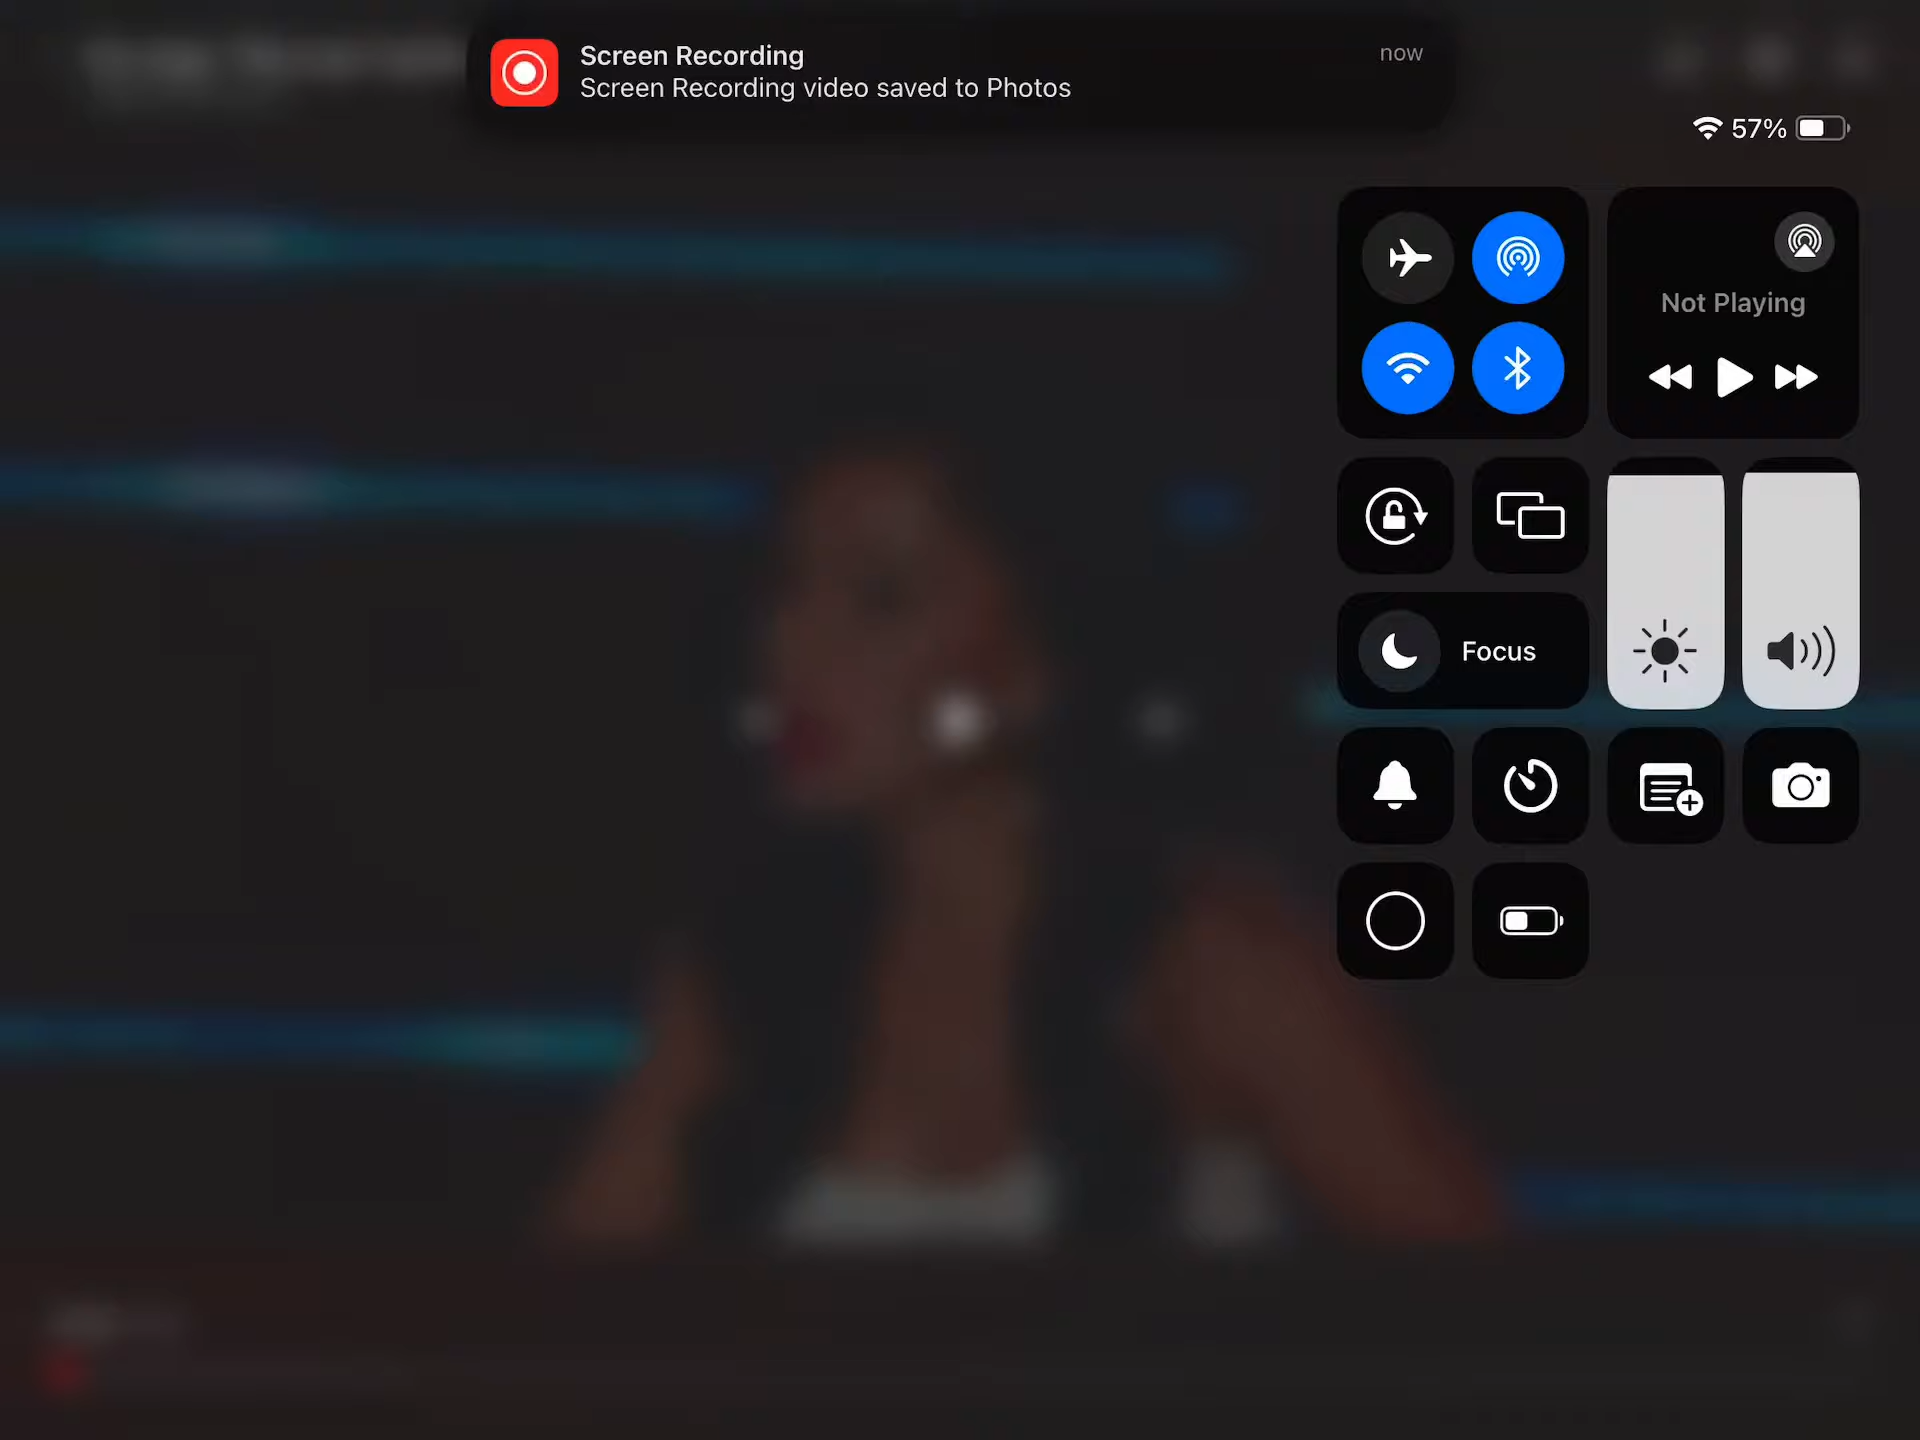 Screen Recording
now
Screen Recording video saved to Photos
57%
Not Playing
Focus